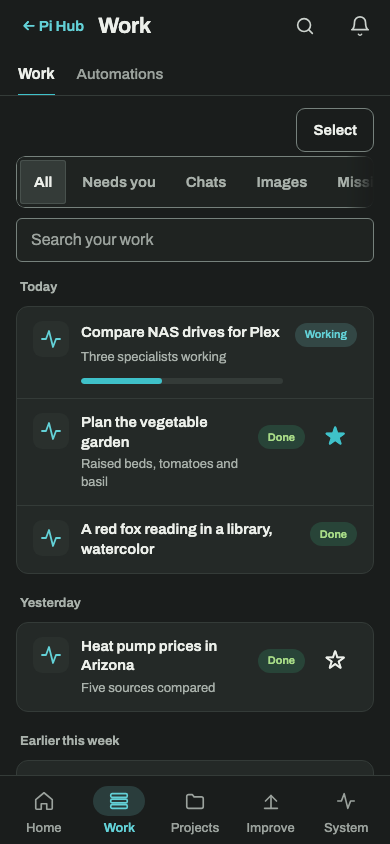 ← Pi Hub Work
Work Automations
Select
All Needs you Chats Images
Search your work
Today
Compare NAS drives for Plex Working
Three specialists working
Plan the vegetable
garden
Done
Raised beds, tomatoes and
basil
A red fox reading in a library,
watercolor
Done
Yesterday
Heat pump prices in
Arizona
Done
Five sources compared
Earlier this week
Home Work Projects Improve System